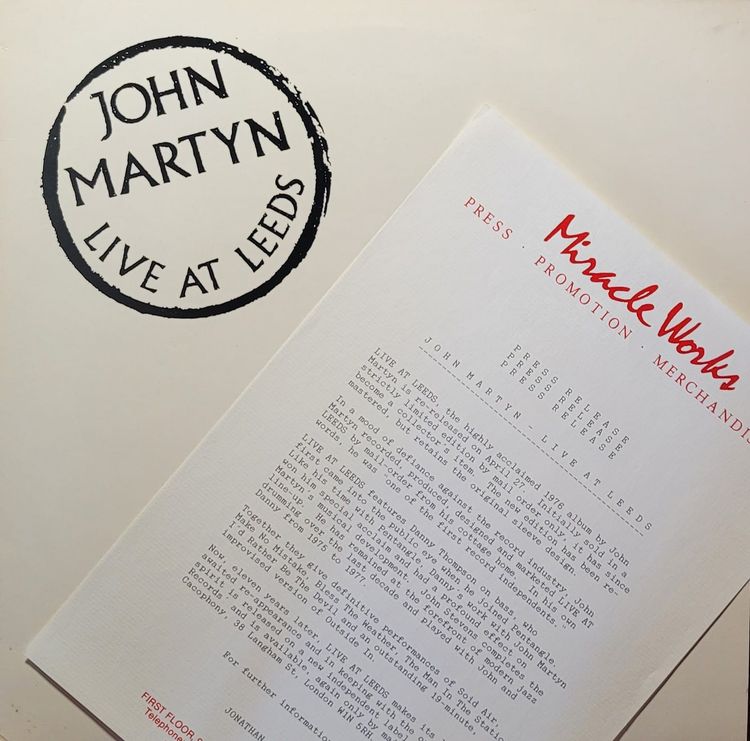 JOHN
MARTYN
LIVE AT LEEDS
Miracle Works
PRESS · PROMOTION · MERCHANDI
PRESS RELEASE
PRESS RELEASE
PRESS RELEASE
JOHN MARTYN - LIVE AT LEEDS
LIVE AT LEEDS, the highly acclaimed 1976 album by John
Martyn is re-released on April 27th. Initially sold in a
strictly limited edition by mail order only, it has since
become a collector's item. The new edition has been re-
mastered, but retains the original sleeve design.
In a mood of defiance against the record industry, John
Martyn recorded, produced, designed and marketed LIVE AT
LEEDS by mail-order from his cottage home. In his own
words, he was "one of the first record independents."
LIVE AT LEEDS features Danny Thompson on bass, who
first came into the public eye when he joined Pentangle.
Like his time with Pentangle, Danny's work with John Martyn
won him special acclaim and had a profound effect on
Martyn's musical development. John Stevens completes the
line-up. He has remained at the forefront of modern jazz
drumming over the last decade and played with John and
Danny from 1975 to 1977.
Together they give definitive performances of Solid Air,
Make No Mistake, Bless The Weather, The Man In The Station
I'd Rather Be The Devil and an outstanding 18-minute,
improvised version of Outside In.
Now, eleven years later, LIVE AT LEEDS makes its
awaited re-appearance and in keeping with the
spirit is released on a new independent label
Records' and is available, again only by mail
Cacophony, 38 Langham St, London W1N 5RH.
For further informatio
JONATHAN
FIRST FLOOR,
Telephone